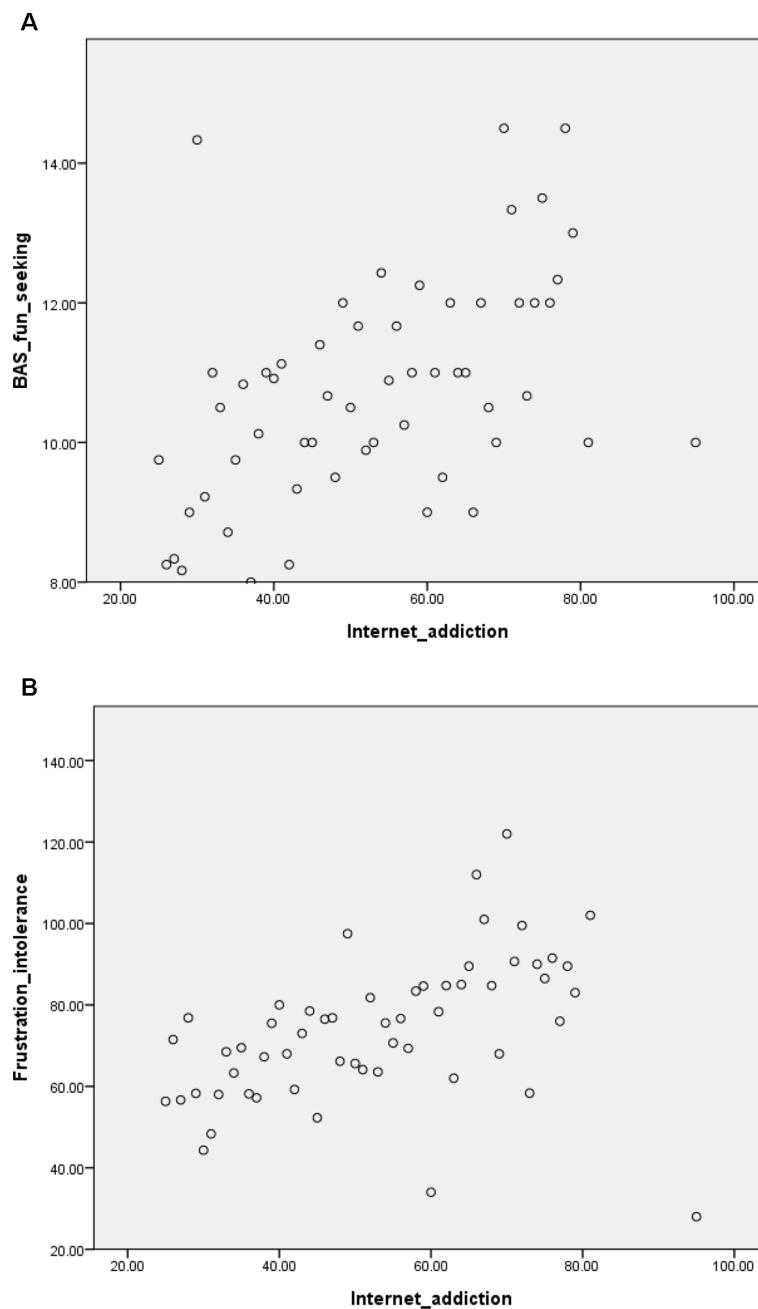 A
14.00
12.00
10.00
8.00
BAS_fun_seeking
20.00 40.00 60.00 80.00 100.00
Internet_addiction
B
140.00
120.00
100.00
80.00
60.00
40.00
20.00
Frustration_intolerance
20.00 40.00 60.00 80.00 100.00
Internet_addiction